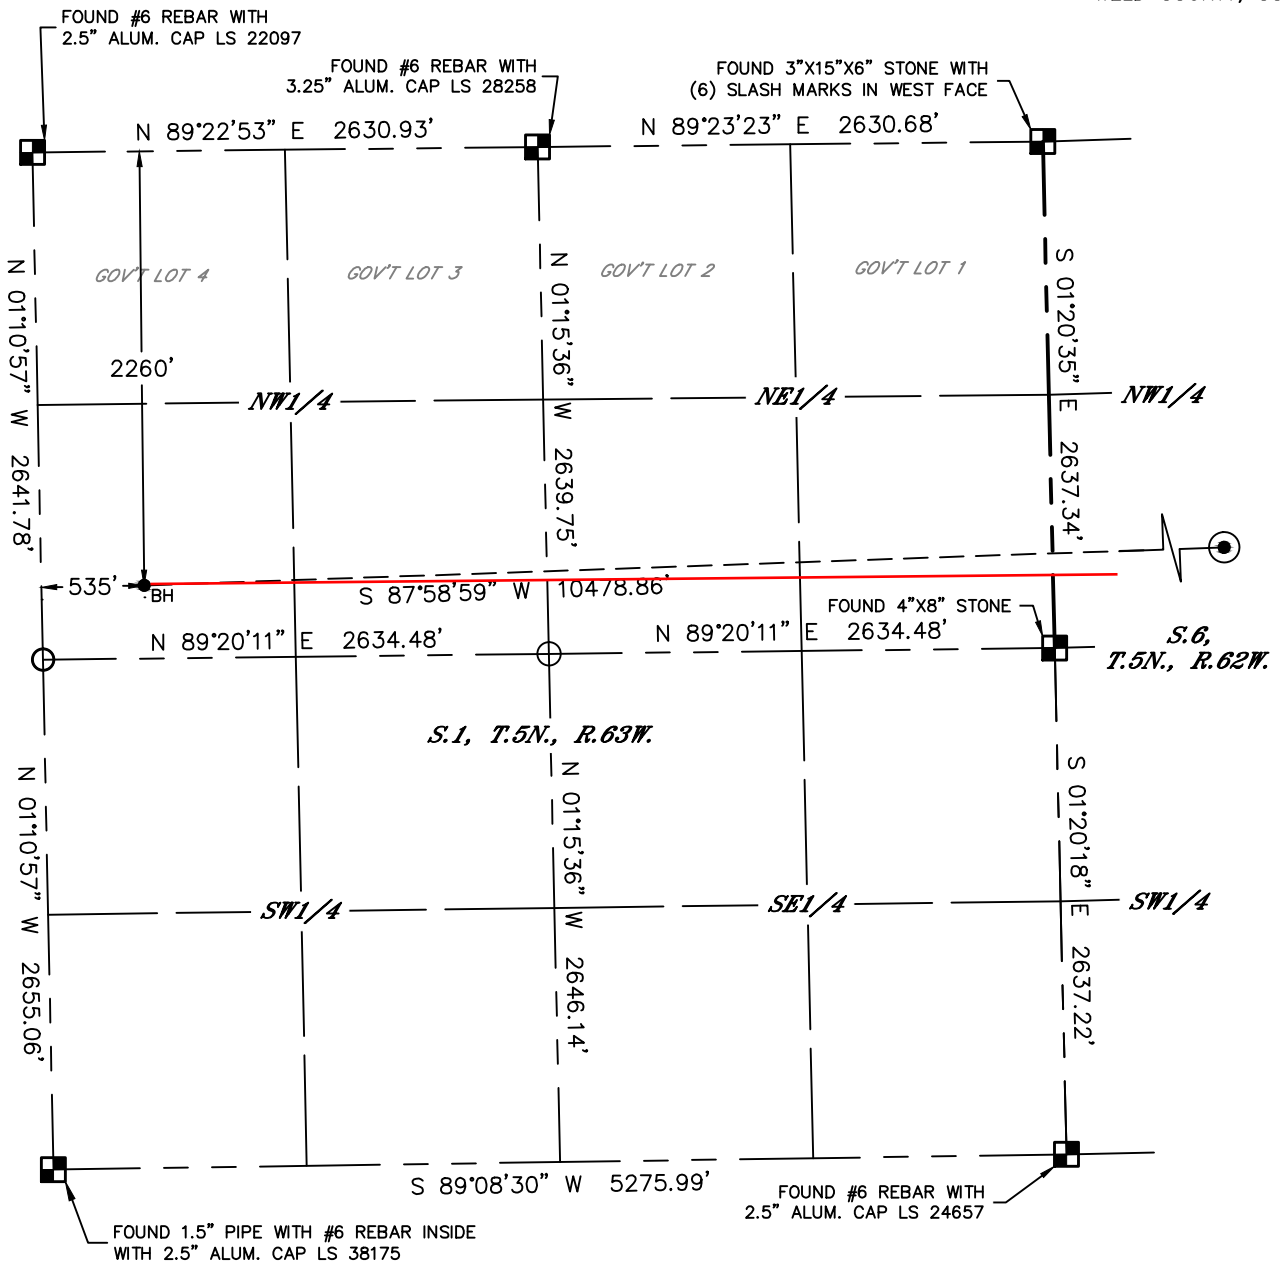 FOUND #6 REBAR WITH
2.5" ALUM. CAP LS 22097
FOUND #6 REBAR WITH
3.25" ALUM. CAP LS 28258
FOUND 3"X15"X6" STONE WITH
(6) SLASH MARKS IN WEST FACE
N 89°22'53" E 2630.93'
N 89°23'23" E 2630.68'
GOV'T LOT 4
GOV'T LOT 3
GOV'T LOT 2
GOV'T LOT 1
N 01°10'57" W 2641.78'
N 01°15'36" W 2639.75'
S 01°20'35" E 2637.34'
2260'
NW1/4
NE1/4
NW1/4
535'
BH
S 87°58'59" W 10478.86'
FOUND 4"X8" STONE
N 89°20'11" E 2634.48'
N 89°20'11" E 2634.48'
S.6,
T.5N., R.62W.
S.1, T.5N., R.63W.
N 01°10'57" W 2655.06'
N 01°15'36" W 2646.14'
S 01°20'18" E 2637.22'
SW1/4
SE1/4
SW1/4
S 89°08'30" W 5275.99'
FOUND #6 REBAR WITH
2.5" ALUM. CAP LS 24657
FOUND 1.5" PIPE WITH #6 REBAR INSIDE
WITH 2.5" ALUM. CAP LS 38175